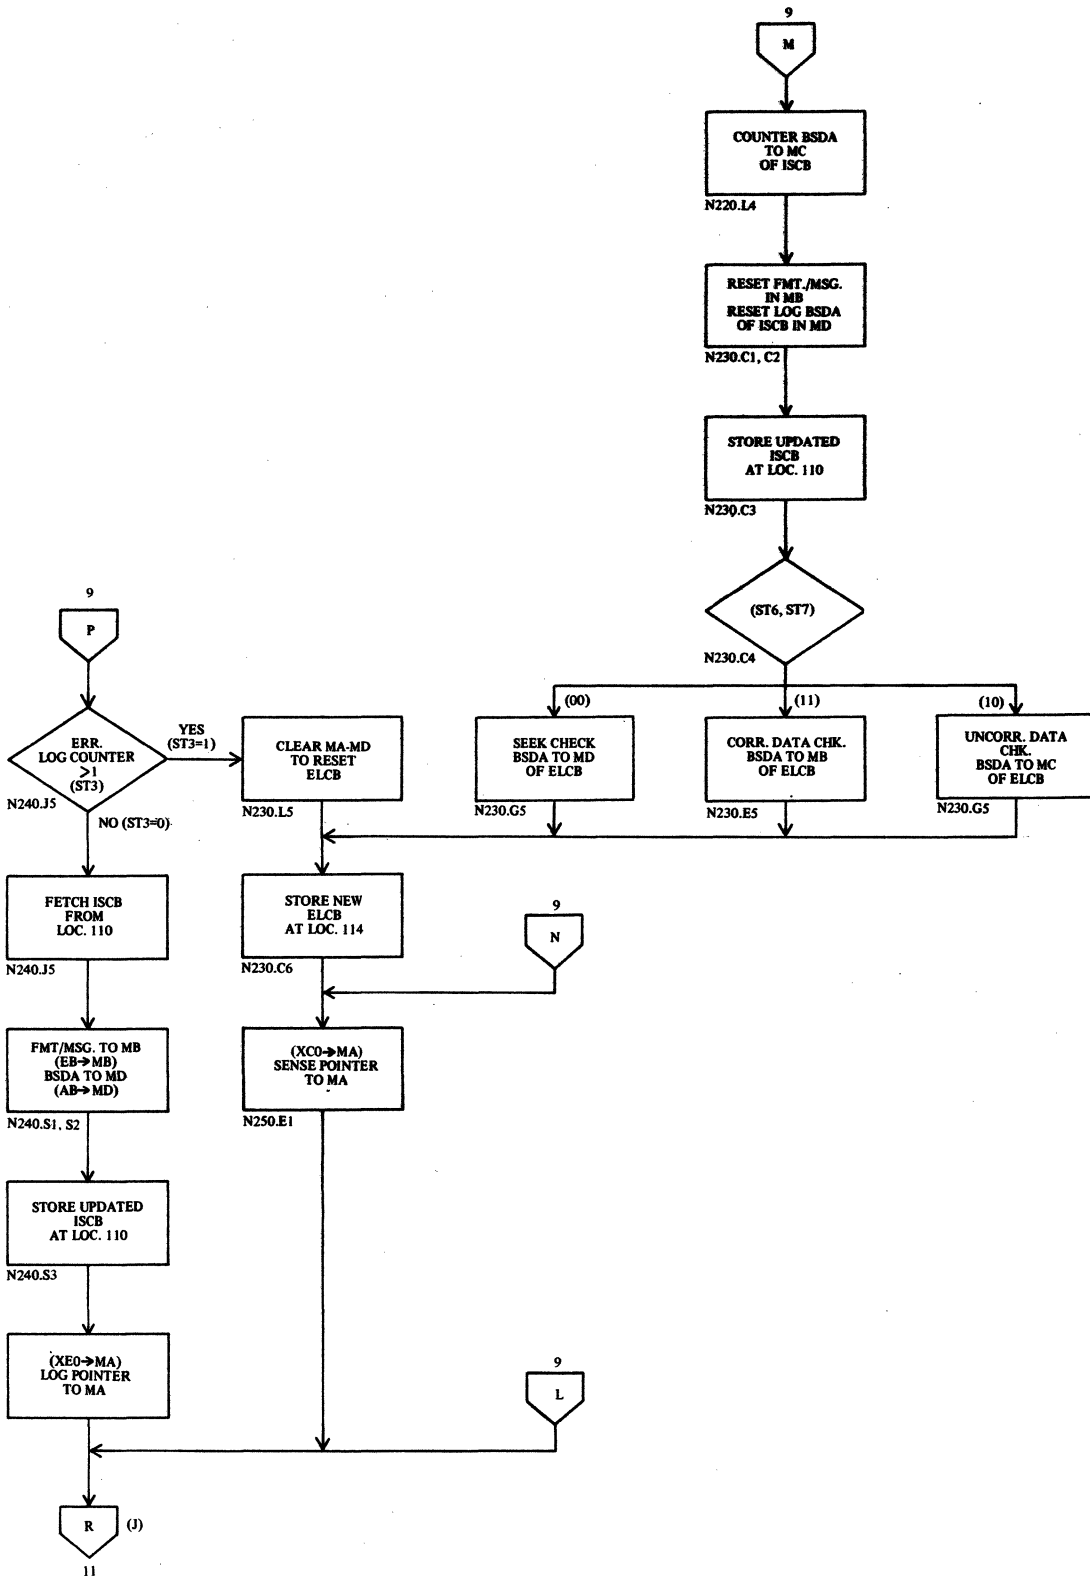 9
M
COUNTER BSDA
TO MC
OF ISCB
N220.L4
RESET FMT./MSG.
IN MB
RESET LOG BSDA
OF ISCB IN MD
N230.C1, C2
STORE UPDATED
ISCB
AT LOC. 110
N230.C3
(ST6, ST7)
N230.C4
9
P
ERR.
LOG COUNTER
>1
(ST3)
N240.J5
YES
(ST3=1)
NO (ST3=0)
CLEAR MA-MD
TO RESET
ELCB
N230.L5
(00)
SEEK CHECK
BSDA TO MD
OF ELCB
N230.G5
(11)
CORR. DATA CHK.
BSDA TO MB
OF ELCB
N230.E5
(10)
UNCORR. DATA
CHK.
BSDA TO MC
OF ELCB
N230.G5
FETCH ISCB
FROM
LOC. 110
N240.J5
STORE NEW
ELCB
AT LOC. 114
N230.C6
9
N
FMT/MSG. TO MB
(EB→MB)
BSDA TO MD
(AB→MD)
N240.S1, S2
(XC0→MA)
SENSE POINTER
TO MA
N250.E1
STORE UPDATED
ISCB
AT LOC. 110
N240.S3
(XE0→MA)
LOG POINTER
TO MA
9
L
R
(J)
11